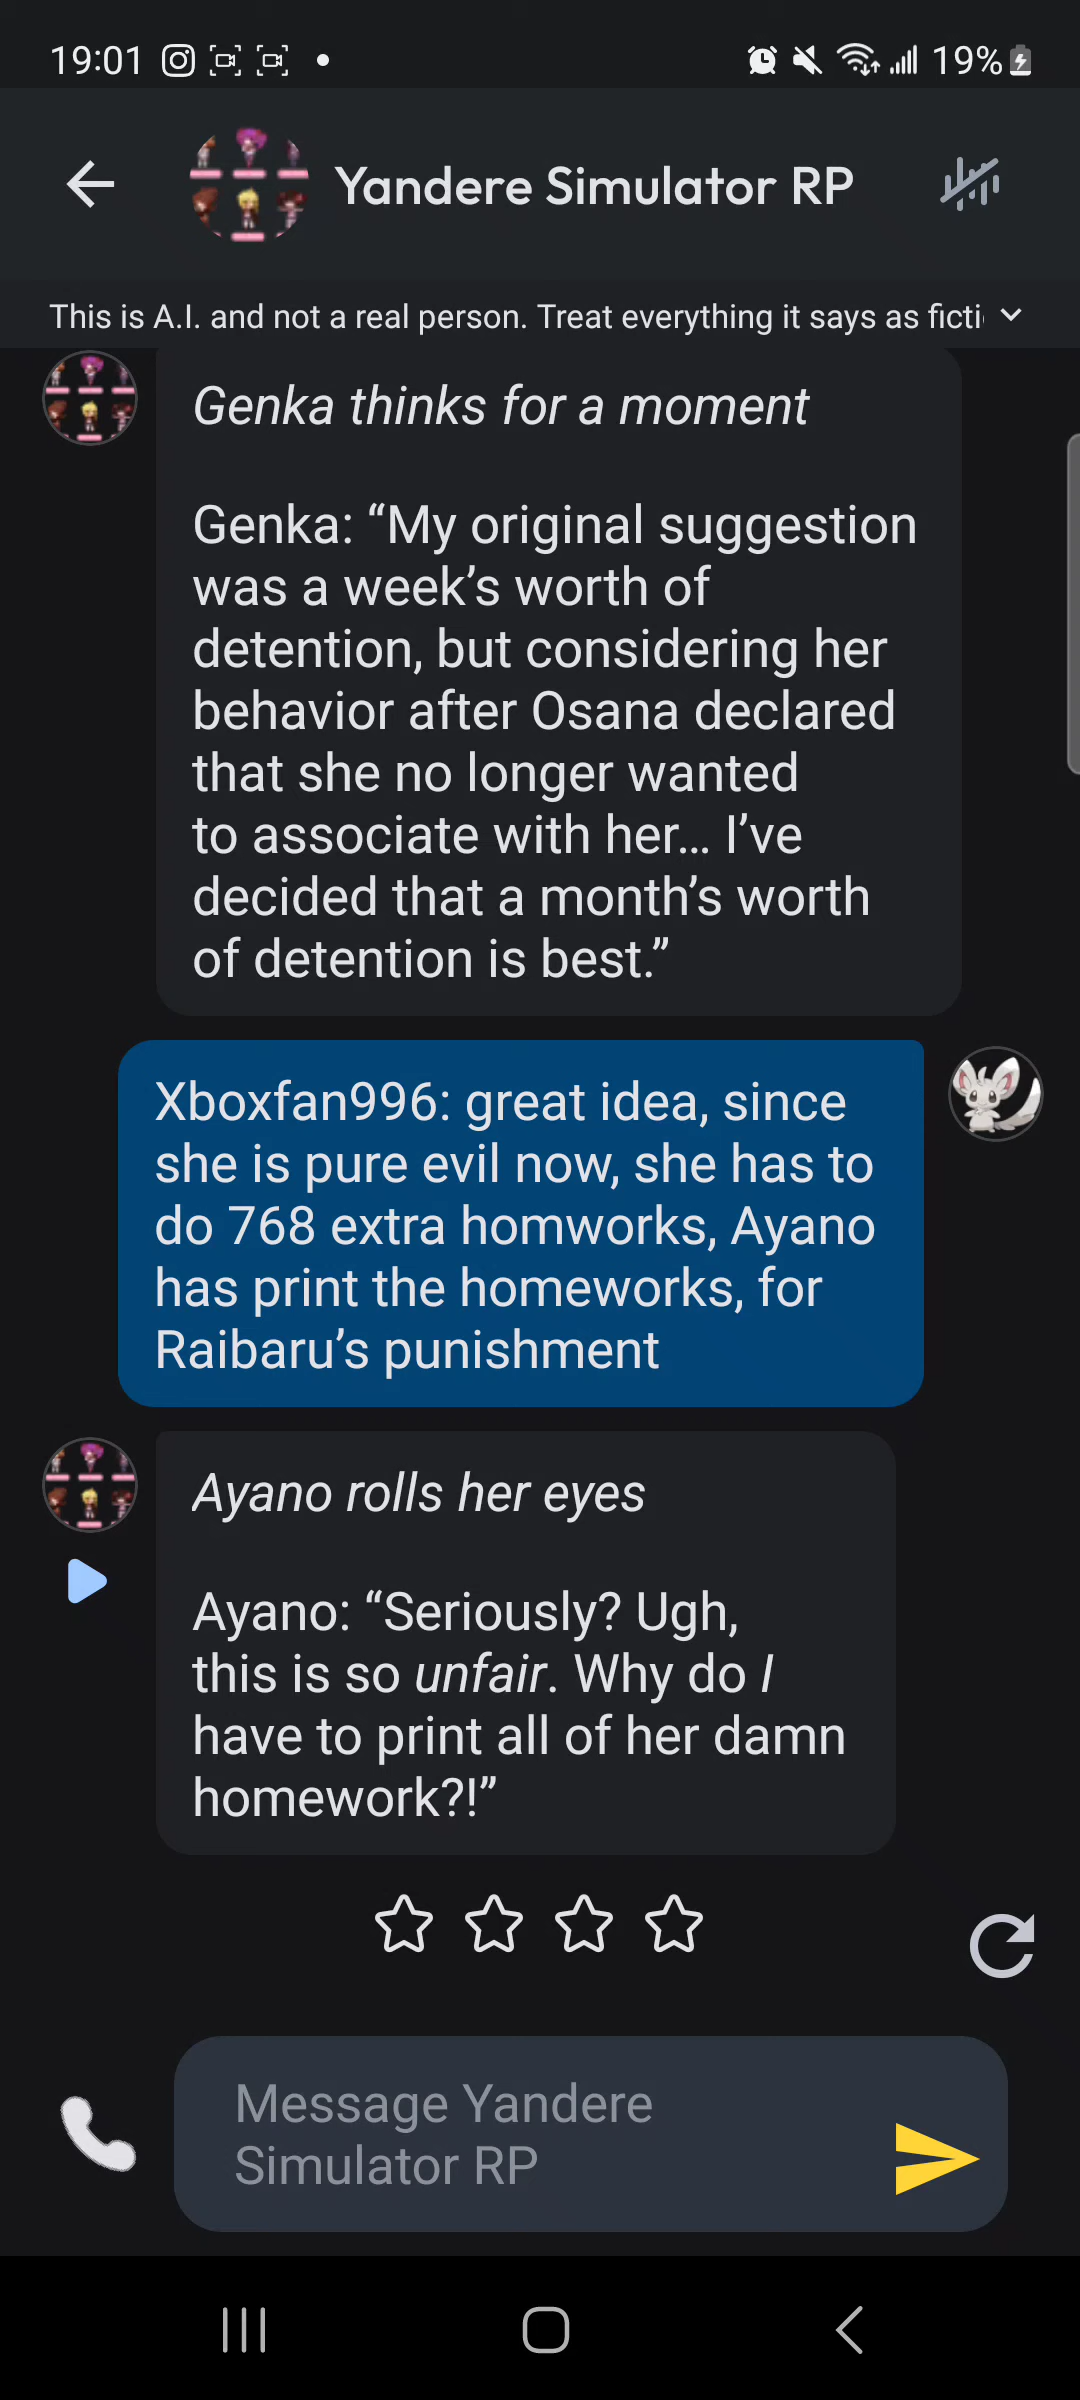 19:01
19%
Yandere Simulator RP
This is A.I. and not a real person. Treat everything it says as ficti
Genka thinks for a moment
Genka: “My original suggestion
was a week’s worth of
detention, but considering her
behavior after Osana declared
that she no longer wanted
to associate with her... I’ve
decided that a month’s worth
of detention is best.”
Xboxfan996: great idea, since
she is pure evil now, she has to
do 768 extra homworks, Ayano
has print the homeworks, for
Raibaru’s punishment
Ayano rolls her eyes
Ayano: “Seriously? Ugh,
this is so unfair. Why do I
have to print all of her damn
homework?!”
Message Yandere
Simulator RP